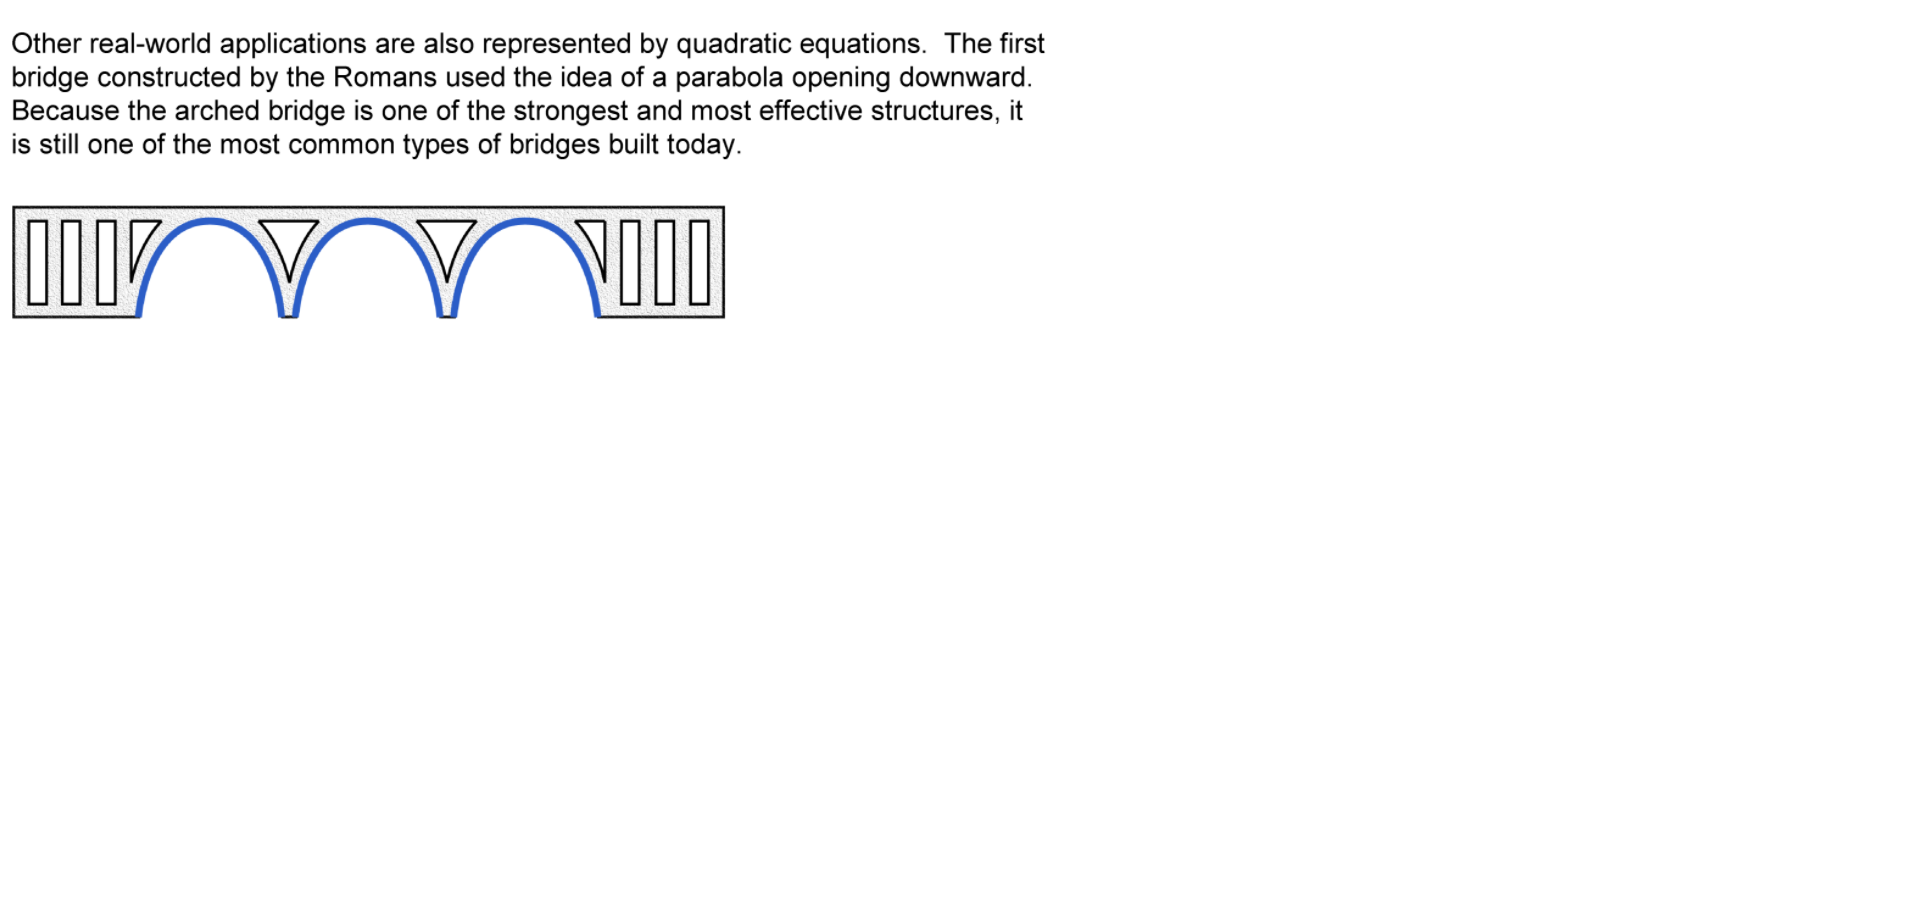 Other real-world applications are also represented by quadratic equations.  The first
bridge constructed by the Romans used the idea of a parabola opening downward.
Because the arched bridge is one of the strongest and most effective structures, it
is still one of the most common types of bridges built today.